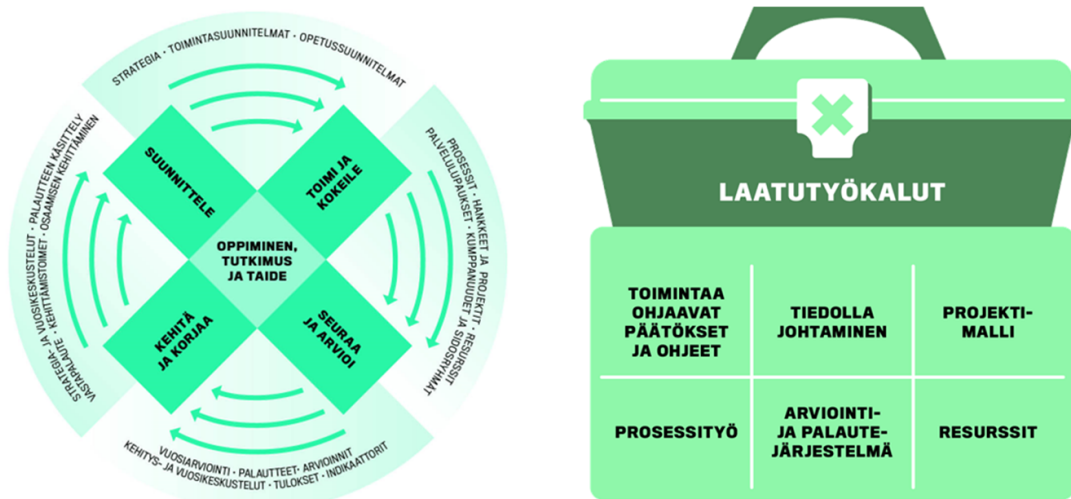 STRATEGIA · TOIMINTASUUNNITELMAT · OPETUSSUUNNITELMAT
PROSESSIT · HANKKEET JA PROJEKTIT · RESURSSIT
PALVELULUPAUKSET · KUMPPANUUDET JA SIDOSRYHMÄT
VUOSIARVIOINTI · PALAUTTEET · ARVIOINNIT
KEHITYS- JA VUOSIKESKUSTELUT · TULOKSET · INDIKAATTORIT
STRATEGIA- JA VUOSIKESKUSTELUT · PALAUTTEEN KÄSITTELY
VASTAPALAUTE · KEHITTÄMISTOIMET · OSAAMISEN KEHITTÄMINEN
SUUNNITTELE
TOIMI JA
KOKEILE
OPPIMINEN,
TUTKIMUS
JA TAIDE
KEHITÄ
JA KORJAA
SEURAA
JA ARVIOI
LAATUTYÖKALUT
TOIMINTAA
OHJAAVAT
PÄÄTÖKSET
JA OHJEET
TIEDOLLA
JOHTAMINEN
PROJEKTI-
MALLI
PROSESSITYÖ
ARVIOINTI-
JA PALAUTE-
JÄRJESTELMÄ
RESURSSIT